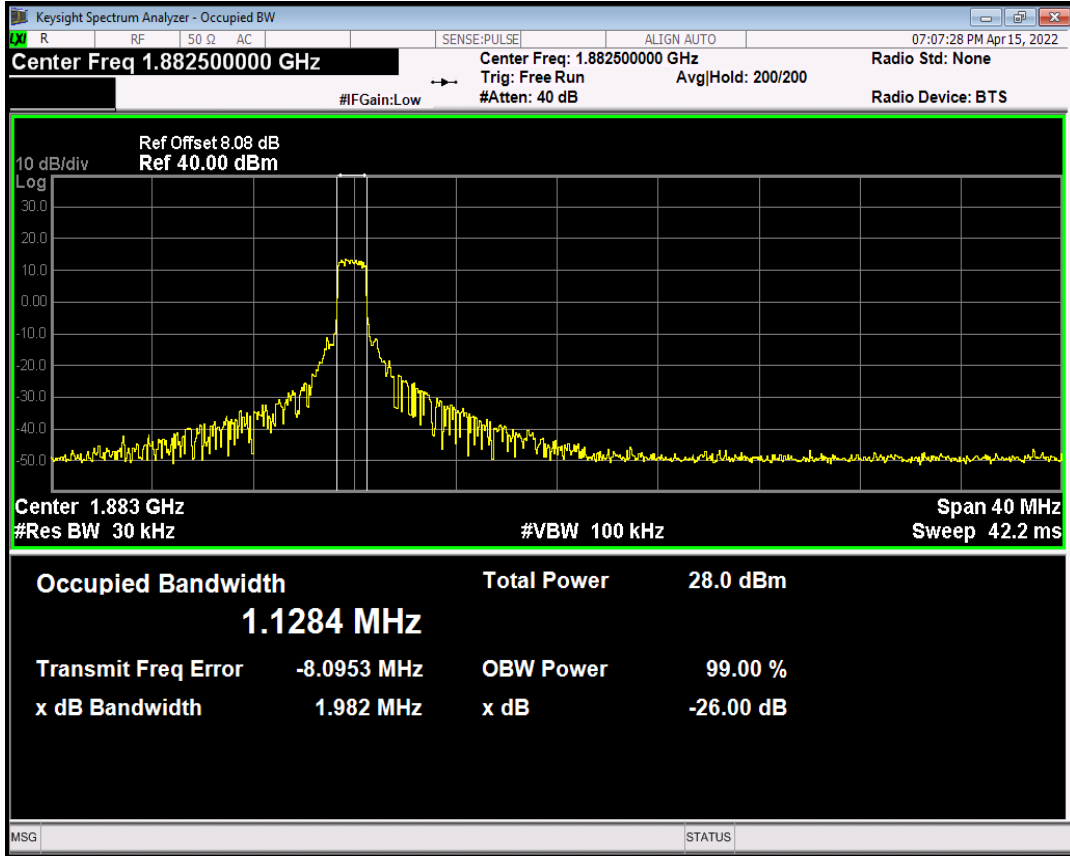 Keysight Spectrum Analyzer - Occupied BW
LXI R RF 50 Ω AC SENSE:PULSE ALIGN AUTO 07:07:28 PM Apr 15, 2022
Center Freq 1.882500000 GHz Center Freq: 1.882500000 GHz Radio Std: None
Trig: Free Run Avg|Hold: 200/200
#IFGain:Low #Atten: 40 dB Radio Device: BTS
Ref Offset 8.08 dB
10 dB/div Ref 40.00 dBm
Log
30.0
20.0
10.0
0.00
-10.0
-20.0
-30.0
-40.0
-50.0
Center 1.883 GHz Span 40 MHz
#Res BW 30 kHz #VBW 100 kHz Sweep 42.2 ms
Occupied Bandwidth Total Power 28.0 dBm
1.1284 MHz
Transmit Freq Error -8.0953 MHz OBW Power 99.00 %
x dB Bandwidth 1.982 MHz x dB -26.00 dB
MSG STATUS